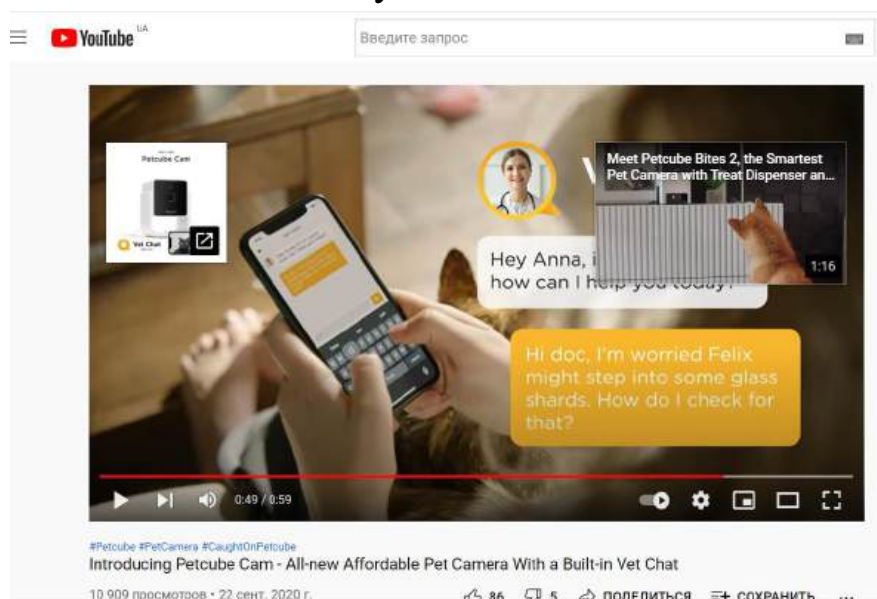 YouTube UA
Введите запрос
Petcube Cam
Vet Chat
Meet Petcube Bites 2, the Smartest
Pet Camera with Treat Dispenser an...
1:16
Hey Anna, i
how can I help you today?
Hi doc, I'm worried Felix
might step into some glass
shards. How do I check for
that?
0:49 / 0:59
#Petcube #PetCamera #CaughtOnPetcube
Introducing Petcube Cam - All-new Affordable Pet Camera With a Built-in Vet Chat
10 909 просмотров • 22 сент. 2020 г.
86
5
ПОДЕЛИТЬСЯ
СОХРАНИТЬ
...